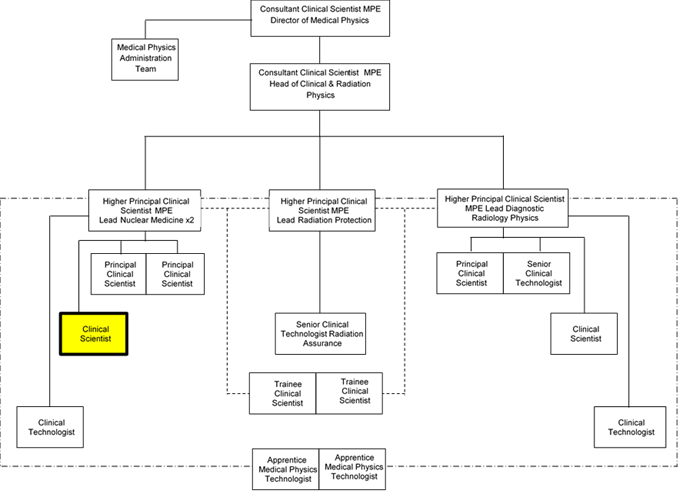 Consultant Clinical Scientist MPE
Director of Medical Physics
Medical Physics
Administration
Team
Consultant Clinical Scientist MPE
Head of Clinical & Radiation
Physics
Higher Principal Clinical
Scientist MPE
Lead Nuclear Medicine x2
Higher Principal Clinical
Scientist MPE
Lead Radiation Protection
Higher Principal Clinical Scientist
MPE Lead Diagnostic
Radiology Physics
Principal
Clinical
Scientist
Principal
Clinical
Scientist
Principal
Clinical
Scientist
Senior
Clinical
Technologist
Clinical
Scientist
Senior Clinical
Technologist Radiation
Assurance
Clinical
Scientist
Trainee
Clinical
Scientist
Trainee
Clinical
Scientist
Clinical
Technologist
Clinical
Technologist
Apprentice
Medical Physics
Technologist
Apprentice
Medical Physics
Technologist